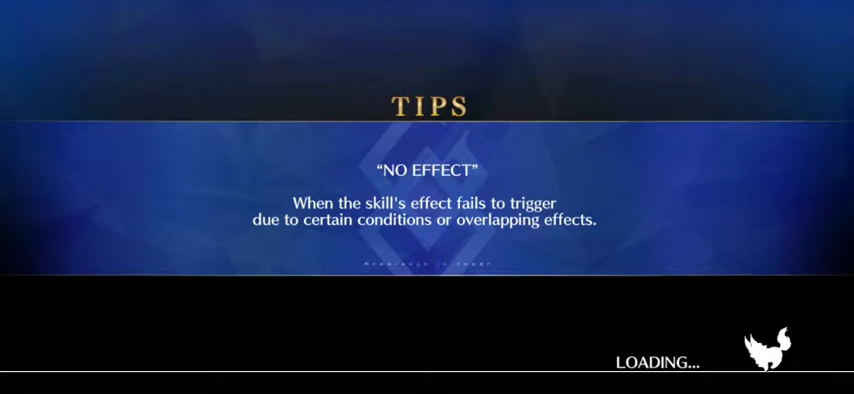 TIPS
“NO EFFECT”
When the skill's effect fails to trigger
due to certain conditions or overlapping effects.
LOADING...